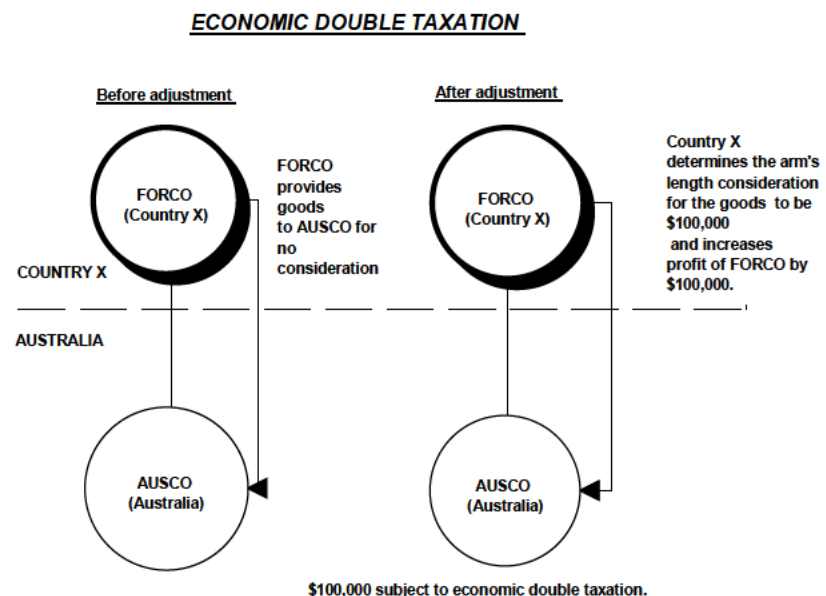 ECONOMIC DOUBLE TAXATION
Before adjustment
After adjustment
FORCO
(Country X)
FORCO
provides
goods
to AUSCO for
no
consideration
FORCO
(Country X)
Country X
determines the arm's
length consideration
for the goods to be
$100,000
and increases
profit of FORCO by
$100,000.
COUNTRY X
AUSTRALIA
AUSCO
(Australia)
AUSCO
(Australia)
$100.000 subject to economic double taxation.